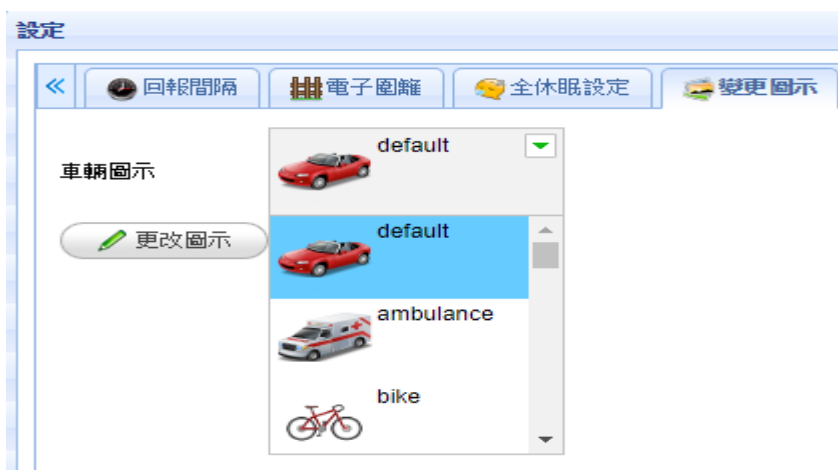 設定
回報間隔 電子圍籬 全休眠設定 變更圖示
車輛圖示
default
更改圖示
default
ambulance
bike